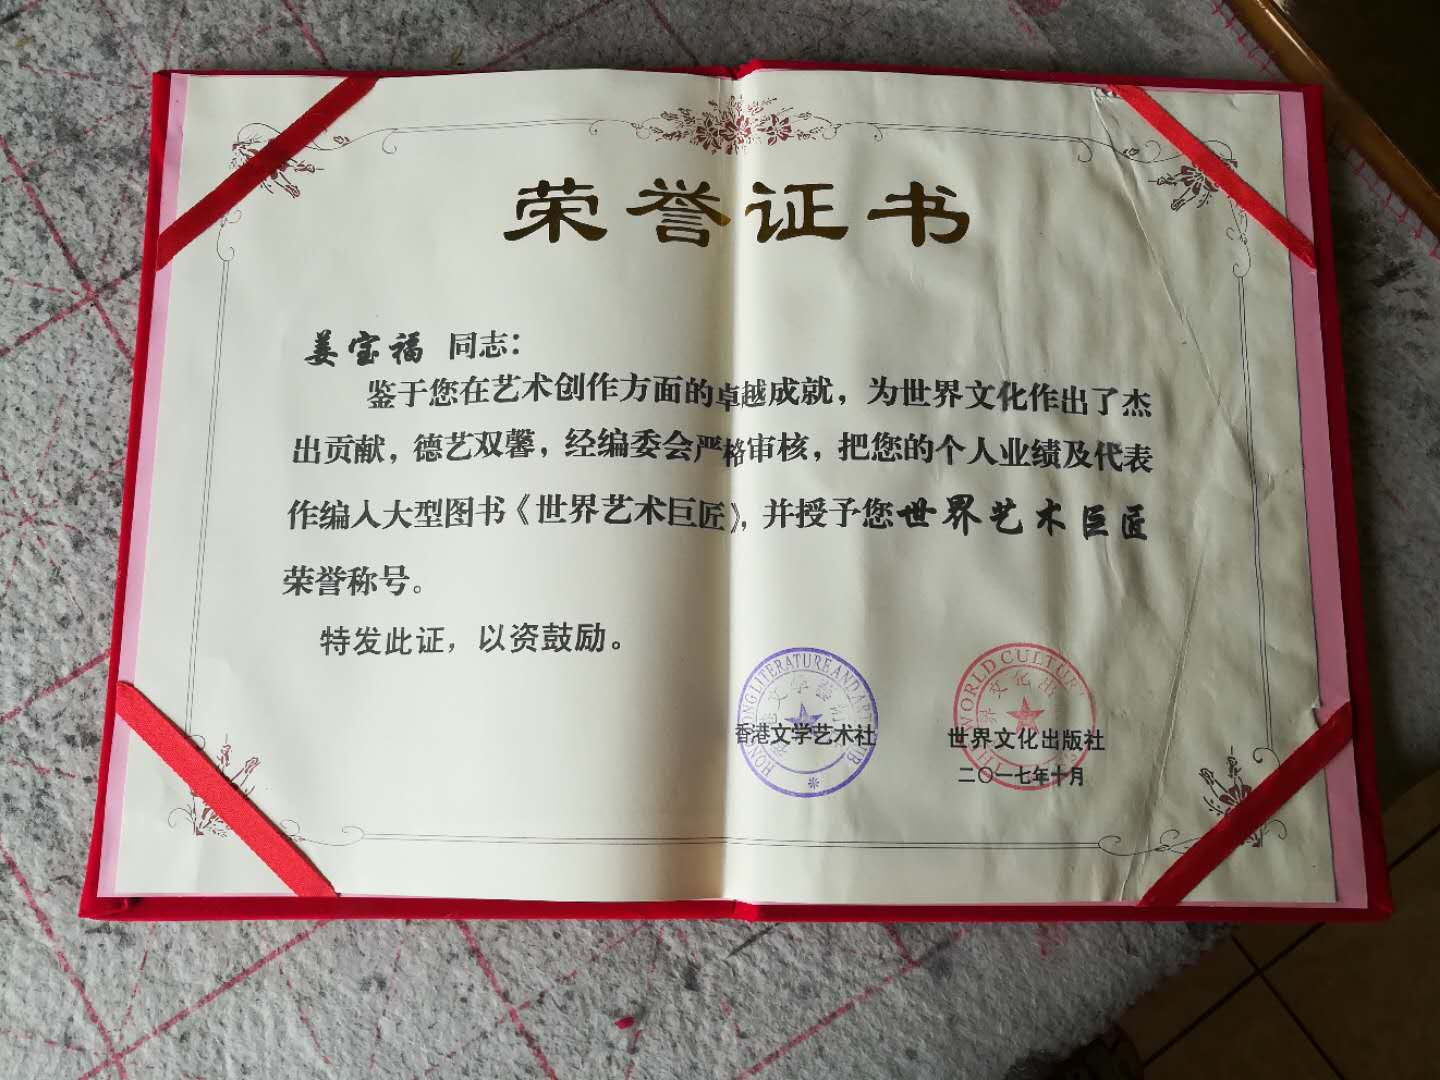 荣誉证书
姜宝福 同志：
鉴于您在艺术创作方面的卓越成就，为世界文化作出了杰
出贡献，德艺双馨，经编委会严格审核，把您的个人业绩及代表
作编入大型图书《世界艺术巨匠》，并授予您世界艺术巨匠
荣誉称号。
特发此证，以资鼓励。
香港文学艺术社
世界文化出版社
二〇一七年十月